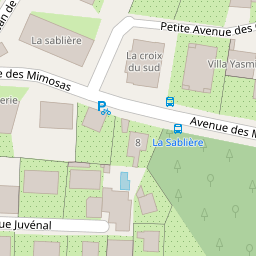 Petite Avenue des
La sablière
La croix
du sud
Villa Yasmi
e des Mimosas
erie
Avenue des M
La Sablière
8
ue Juvénal